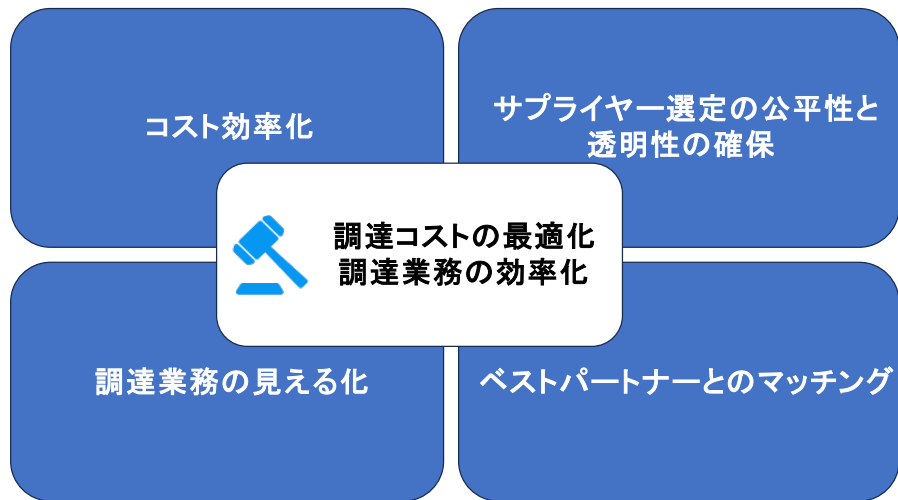 コスト効率化
サプライヤー選定の公平性と
透明性の確保
調達コストの最適化
調達業務の効率化
調達業務の見える化
ベストパートナーとのマッチング